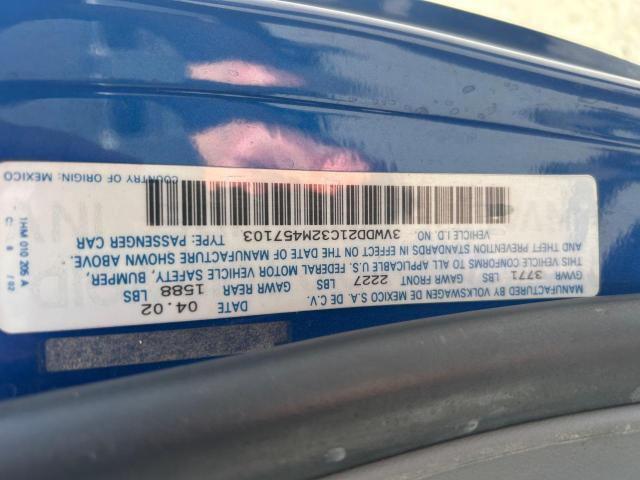 MANUFACTURED BY VOLKSWAGEN DE MEXICO S.A. DE C.V.
DATE 04.02
GVWR 3771 LBS GAWR FRONT 2227 LBS GAWR REAR 1588 LBS
THIS VEHICLE CONFORMS TO ALL APPLICABLE U.S. FEDERAL MOTOR VEHICLE SAFETY, BUMPER,
AND THEFT PREVENTION STANDARDS IN EFFECT ON THE DATE OF MANUFACTURE SHOWN ABOVE.
VEHICLE I.D. NO. 3VWDD21C32M457103 TYPE: PASSENGER CAR
COUNTRY OF ORIGIN: MEXICO
1HM 010 205 A